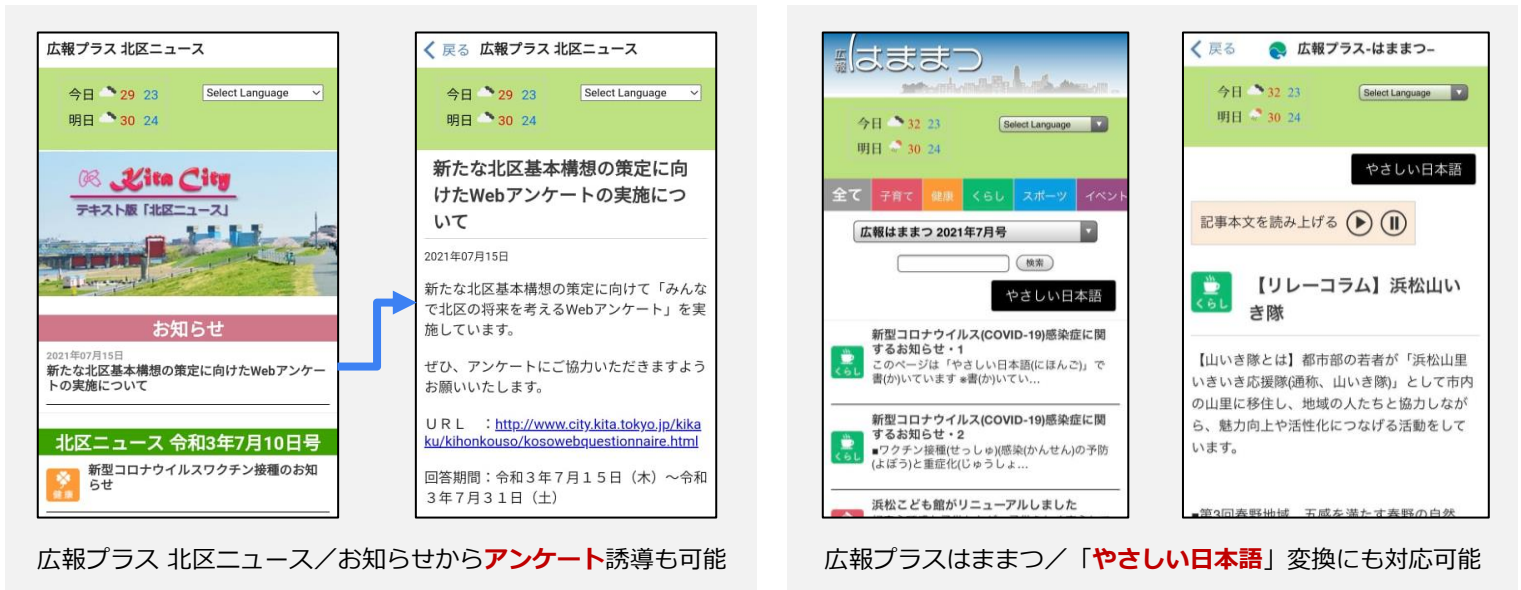 広報プラス 北区ニュース
今日 29 23
Select Language
明日 30 24
Kita City
テキスト版「北区ニュース」
お知らせ
2021年07月15日
新たな北区基本構想の策定に向けたWebアンケー
トの実施について
北区ニュース 令和3年7月10日号
健康
新型コロナウイルスワクチン接種のお知
らせ
戻る 広報プラス 北区ニュース
今日 29 23
Select Language
明日 30 24
新たな北区基本構想の策定に向
けたWebアンケートの実施につ
いて
2021年07月15日
新たな北区基本構想の策定に向けて「みんな
で北区の将来を考えるWebアンケート」を実
施しています。
ぜひ、アンケートにご協力いただきますよう
お願いいたします。
ＵＲＬ ：http://www.city.kita.tokyo.jp/kika
ku/kihonkouso/kosowebquestionnaire.html
回答期間：令和３年７月１５日（木）～令和
３年７月３１日（土）
広報プラス 北区ニュース／お知らせからアンケート誘導も可能
広報はままつ
今日 32 23
Select Language
明日 30 24
全て 子育て 健康 くらし スポーツ イベント
広報はままつ 2021年7月号
検索
やさしい日本語
くらし
新型コロナウイルス(COVID-19)感染症に関
するお知らせ・1
このページは「やさしい日本語(にほんご)」で
書(か)いています ※書(か)いてい…
くらし
新型コロナウイルス(COVID-19)感染症に関
するお知らせ・2
■ワクチン接種(せっしゅ)(感染(かんせん)の予防
(よぼう)と重症化(じゅうしょ…
浜松こども館がリニューアルしました
戻る 広報プラス-はままつ-
今日 32 23
Select Language
明日 30 24
やさしい日本語
記事本文を読み上げる
くらし
【リレーコラム】浜松山い
き隊
【山いき隊とは】都市部の若者が「浜松山里
いきいき応援隊(通称、山いき隊)」として市内
の山里に移住し、地域の人たちと協力しなが
ら、魅力向上や活性化につなげる活動をして
います。
■第3回春野地域 五感を満たす春野の自然
広報プラスはままつ／「やさしい日本語」変換にも対応可能